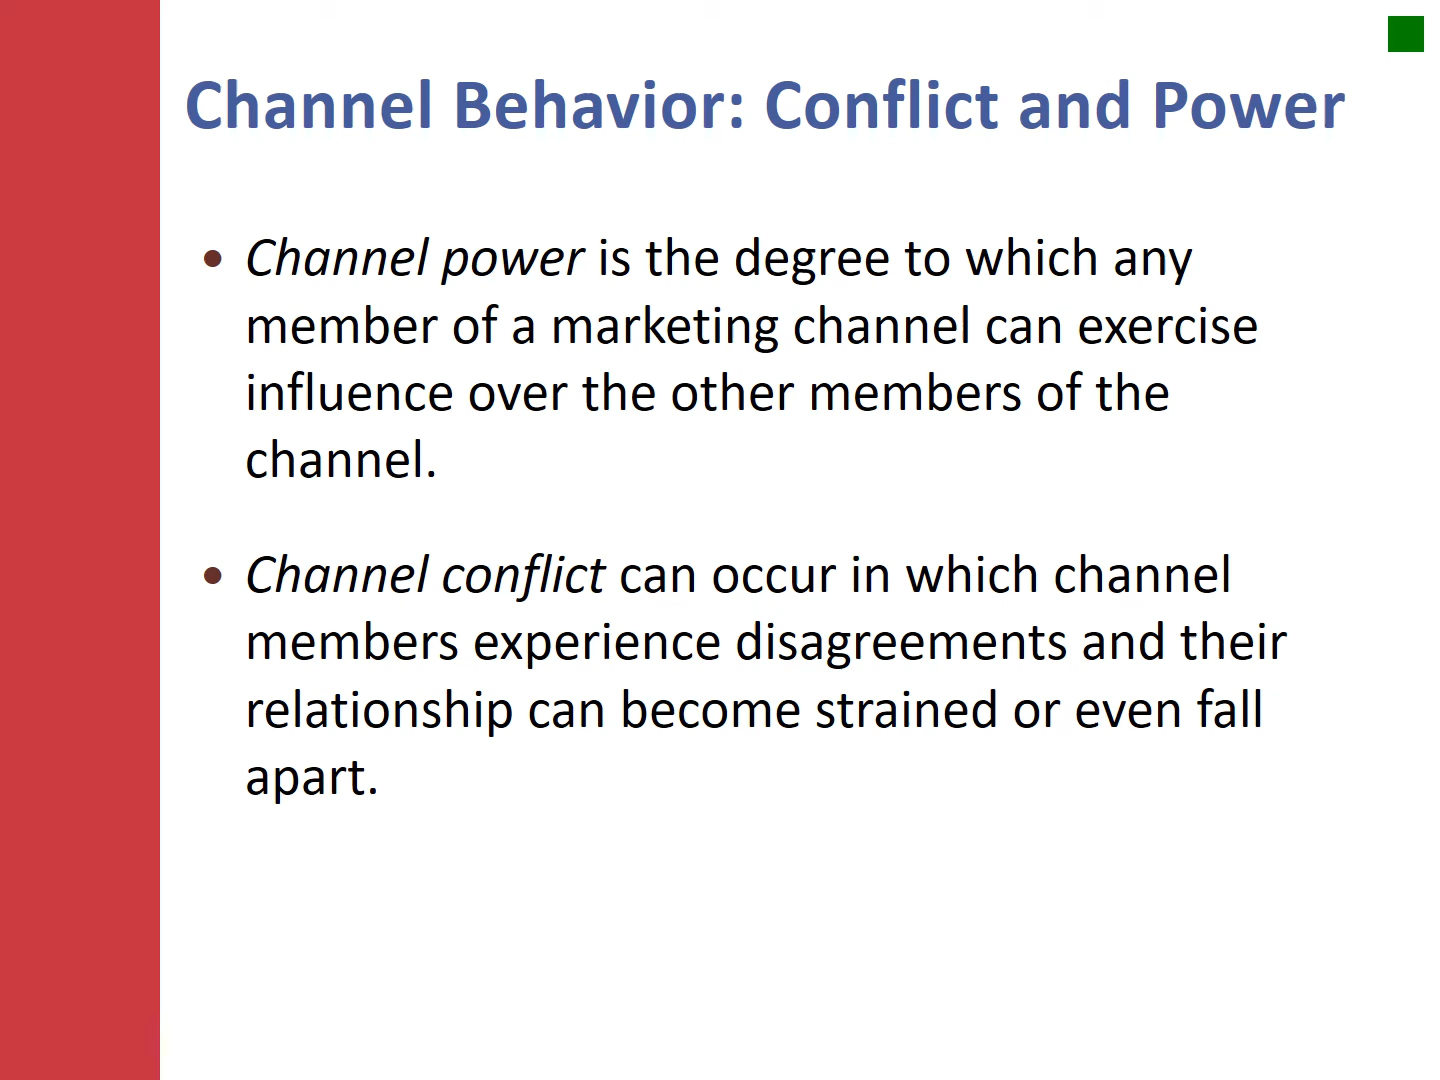 Channel Behavior: Conflict and Power
• Channel power is the degree to which any
member of a marketing channel can exercise
influence over the other members of the
channel.
• Channel conflict can occur in which channel
members experience disagreements and their
relationship can become strained or even fall
apart.